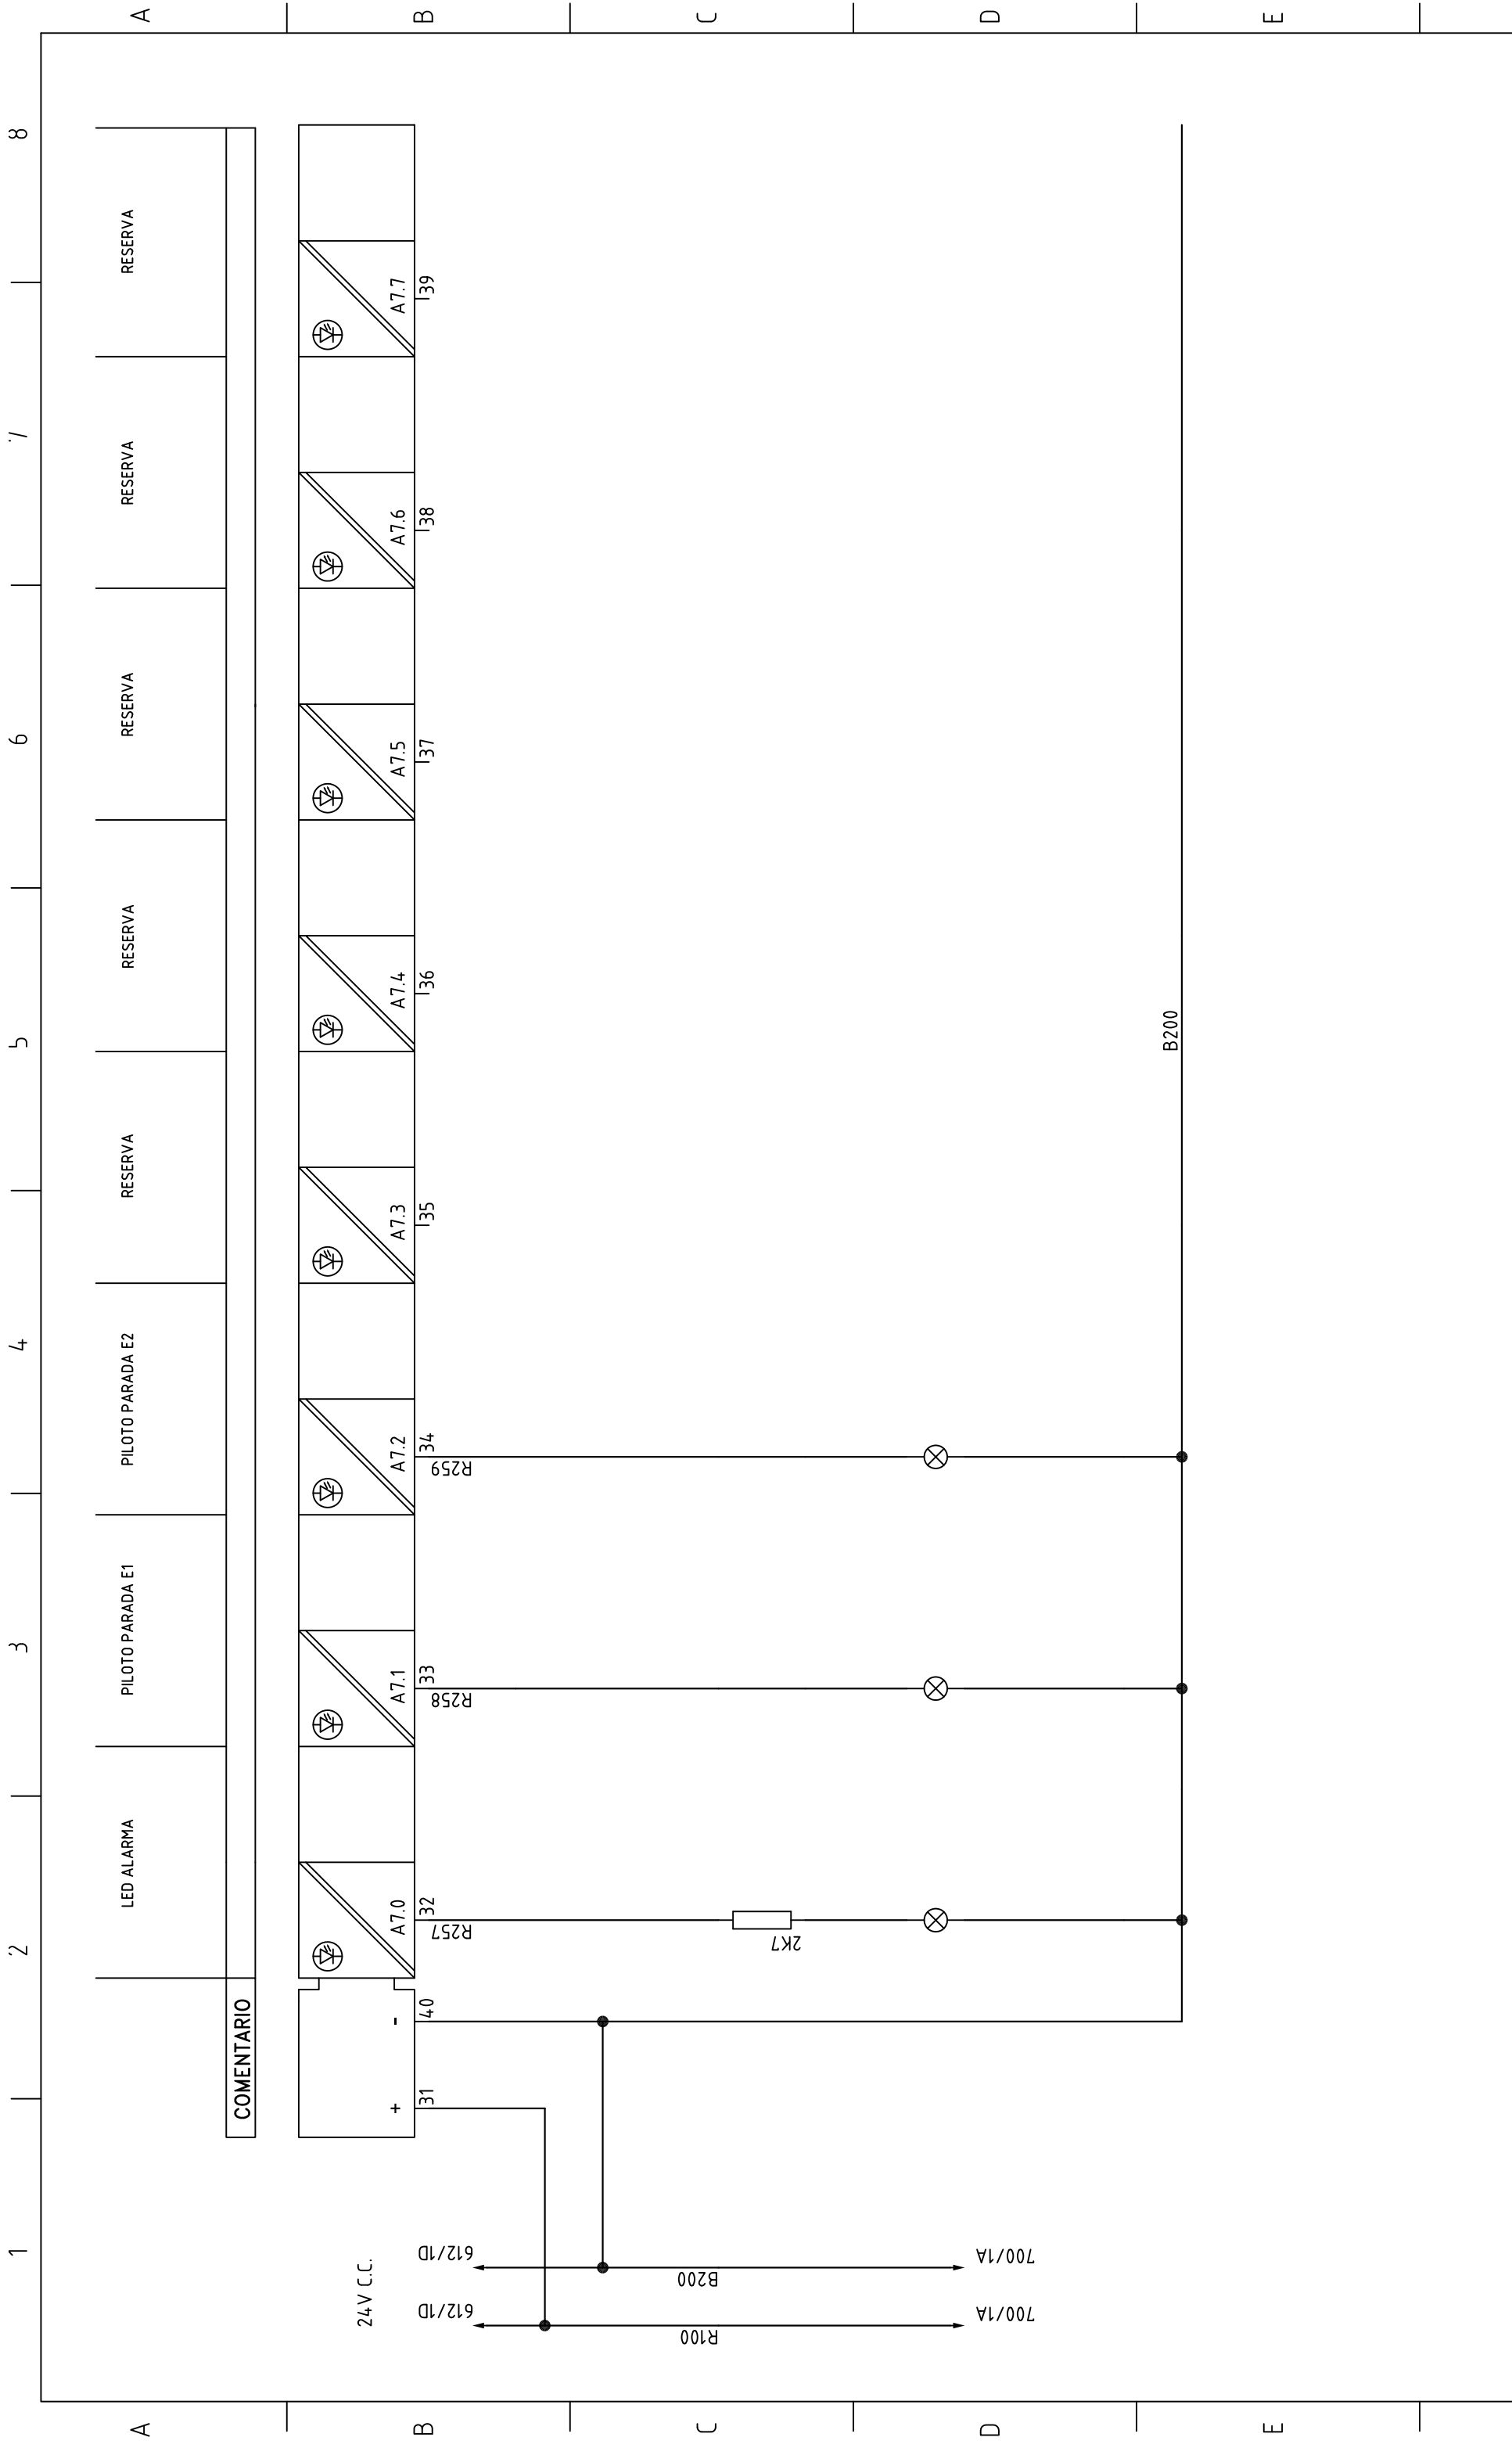 1
2
3
4
5
6
7
8
A
A
LED ALARMA
PILOTO PARADA E1
PILOTO PARADA E2
RESERVA
RESERVA
RESERVA
RESERVA
RESERVA
COMENTARIO
B
B
24V C.C.
+
-
A7.0
A7.1
A7.2
A7.3
A7.4
A7.5
A7.6
A7.7
612/1D
612/1D
31
40
32
33
34
35
36
37
38
39
R257
R258
R259
C
C
R100
B200
2K7
D
D
700/1A
700/1A
B200
E
E